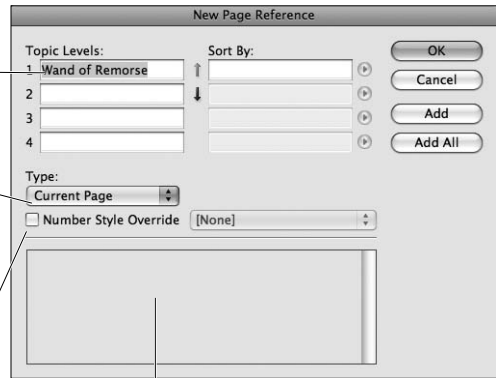 New Page Reference
Topic Levels:
Sort By:
1 Wand of Remorse
2
3
4
OK
Cancel
Add
Add All
Type:
Current Page
Number Style Override [None]